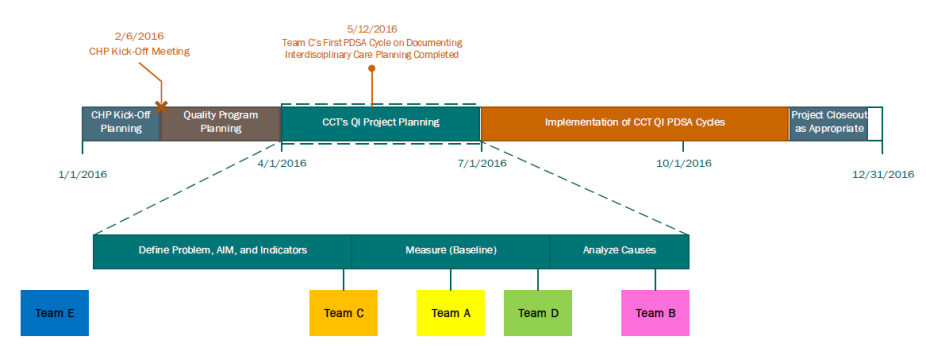 2/6/2016
CHP Kick-Off Meeting
5/12/2016
Team C's First PDSA Cycle on Documenting
Interdisciplinary Care Planning Completed
CHP Kick-Off
Planning
Quality Program
Planning
CCT's QI Project Planning
Implementation of CCT QI PDSA Cycles
Project Closeout
as Appropriate
1/1/2016
4/1/2016
7/1/2016
10/1/2016
12/31/2016
Define Problem, AIM, and Indicators
Measure (Baseline)
Analyze Causes
Team E
Team C
Team A
Team D
Team B